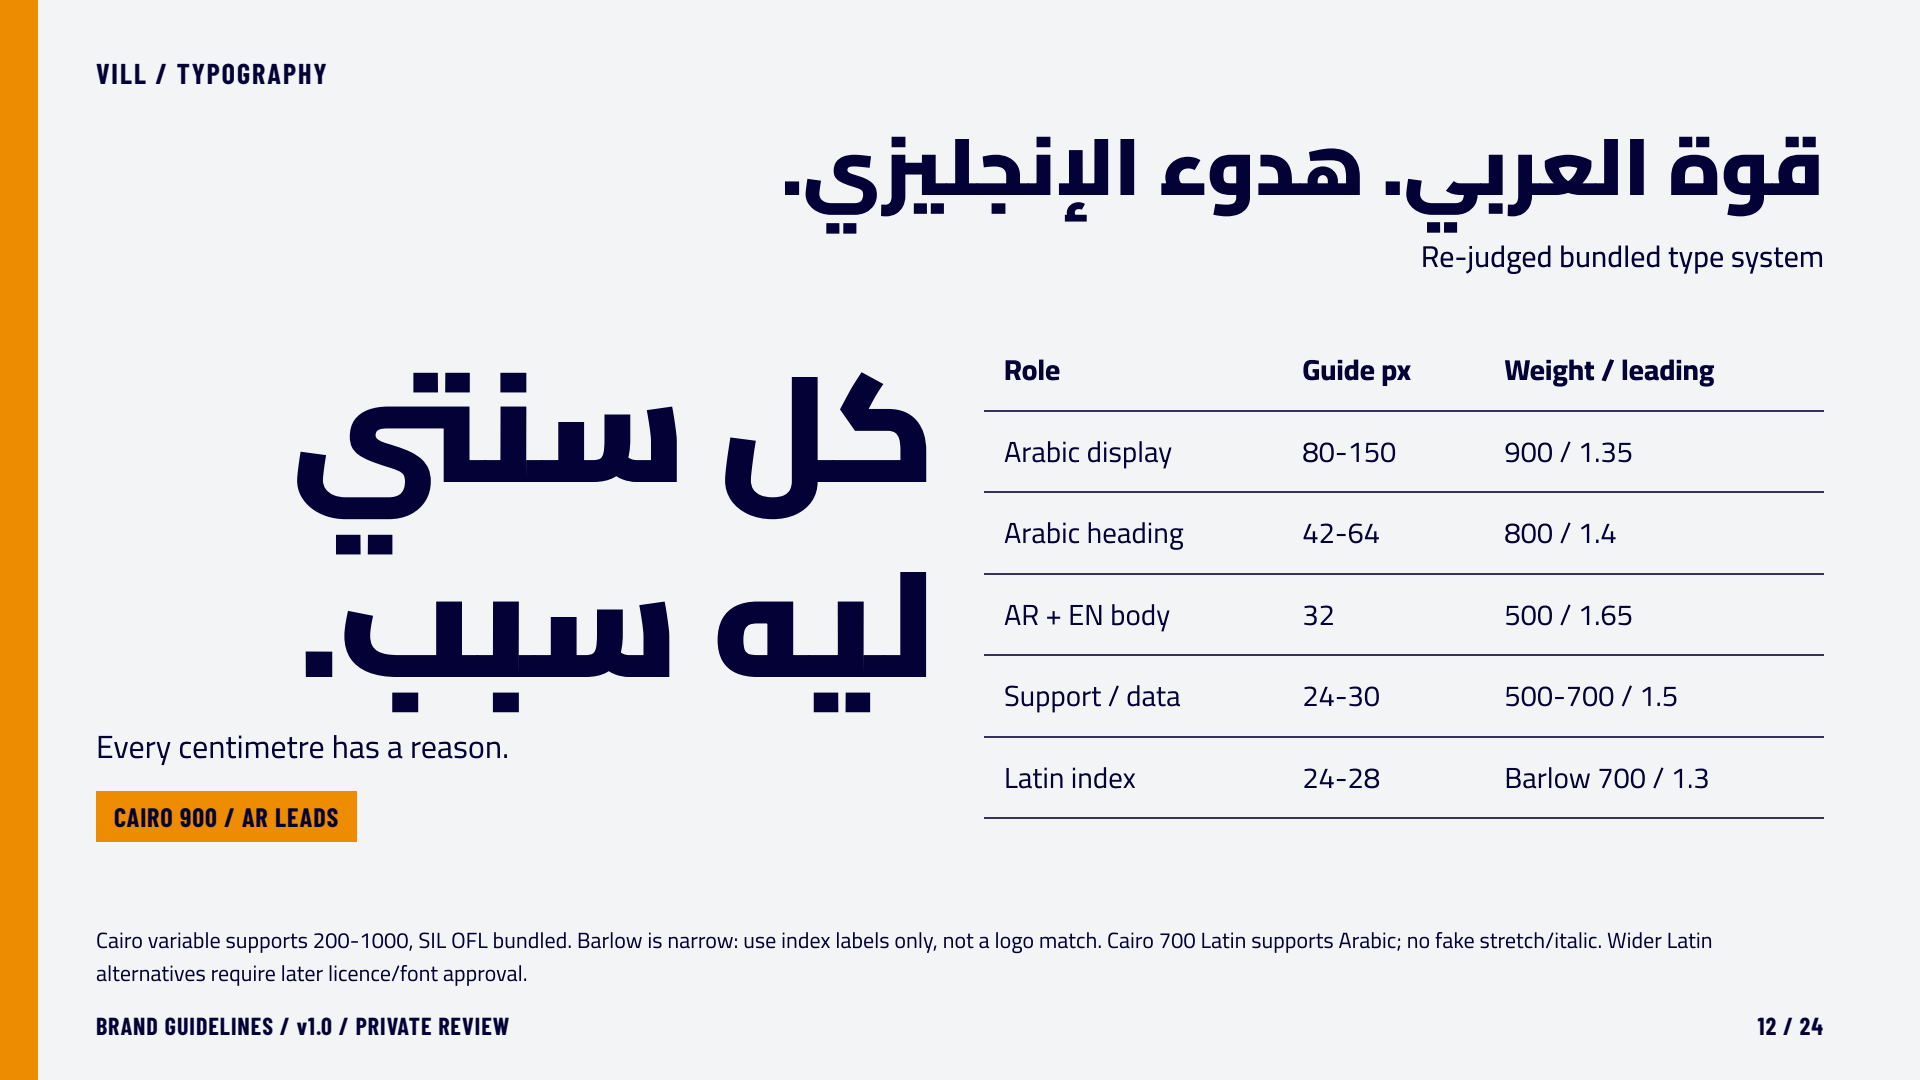 VILL / TYPOGRAPHY
قوة العربي. هدوء الإنجليزي.
Re-judged bundled type system
كل سنتي
ليه سبب.
Every centimetre has a reason.
CAIRO 900 / AR LEADS
Role Guide px Weight / leading
Arabic display 80-150 900 / 1.35
Arabic heading 42-64 800 / 1.4
AR + EN body 32 500 / 1.65
Support / data 24-30 500-700 / 1.5
Latin index 24-28 Barlow 700 / 1.3
Cairo variable supports 200-1000, SIL OFL bundled. Barlow is narrow: use index labels only, not a logo match. Cairo 700 Latin supports Arabic; no fake stretch/italic. Wider Latin
alternatives require later licence/font approval.
BRAND GUIDELINES / v1.0 / PRIVATE REVIEW
12 / 24